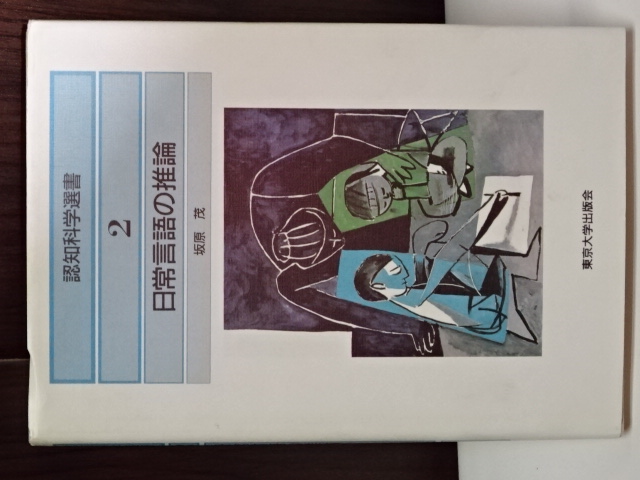 認知科学選書
2
日常言語の推論
坂原 茂
東京大学出版会